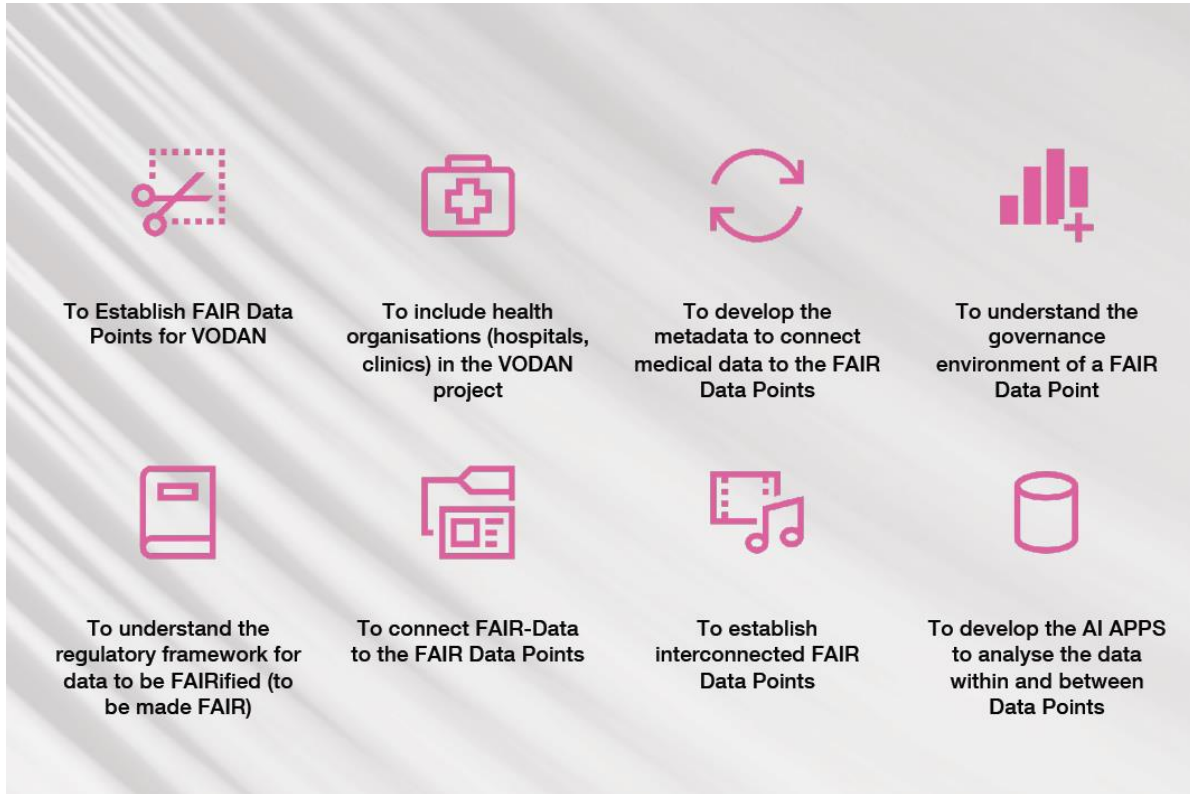 To Establish FAIR Data
Points for VODAN
To include health
organisations (hospitals,
clinics) in the VODAN
project
To develop the
metadata to connect
medical data to the FAIR
Data Points
To understand the
governance
environment of a FAIR
Data Point
To understand the
regulatory framework for
data to be FAIRified (to
be made FAIR)
To connect FAIR-Data
to the FAIR Data Points
To establish
interconnected FAIR
Data Points
To develop the AI APPS
to analyse the data
within and between
Data Points